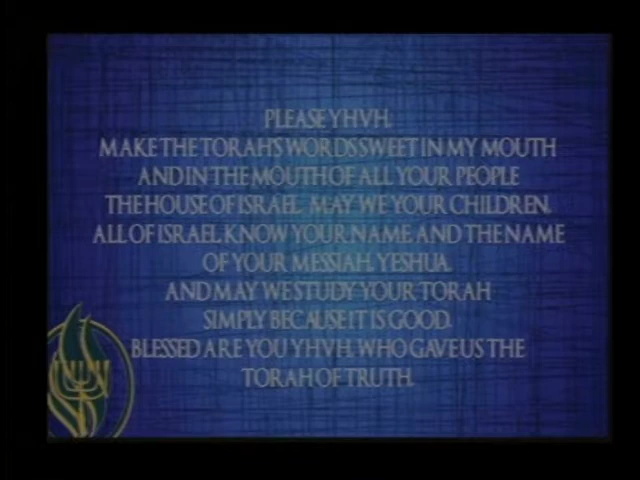 PLEASE YHVH,
MAKE THE TORAH'S WORDS SWEET IN MY MOUTH
AND IN THE MOUTH OF ALL YOUR PEOPLE
THE HOUSE OF ISRAEL. MAY WE YOUR CHILDREN,
ALL OF ISRAEL KNOW YOUR NAME AND THE NAME
OF YOUR MESSIAH, YESHUA.
AND MAY WE STUDY YOUR TORAH
SIMPLY BECAUSE IT IS GOOD.
BLESSED ARE YOU YHVH, WHO GAVE US THE
TORAH OF TRUTH.